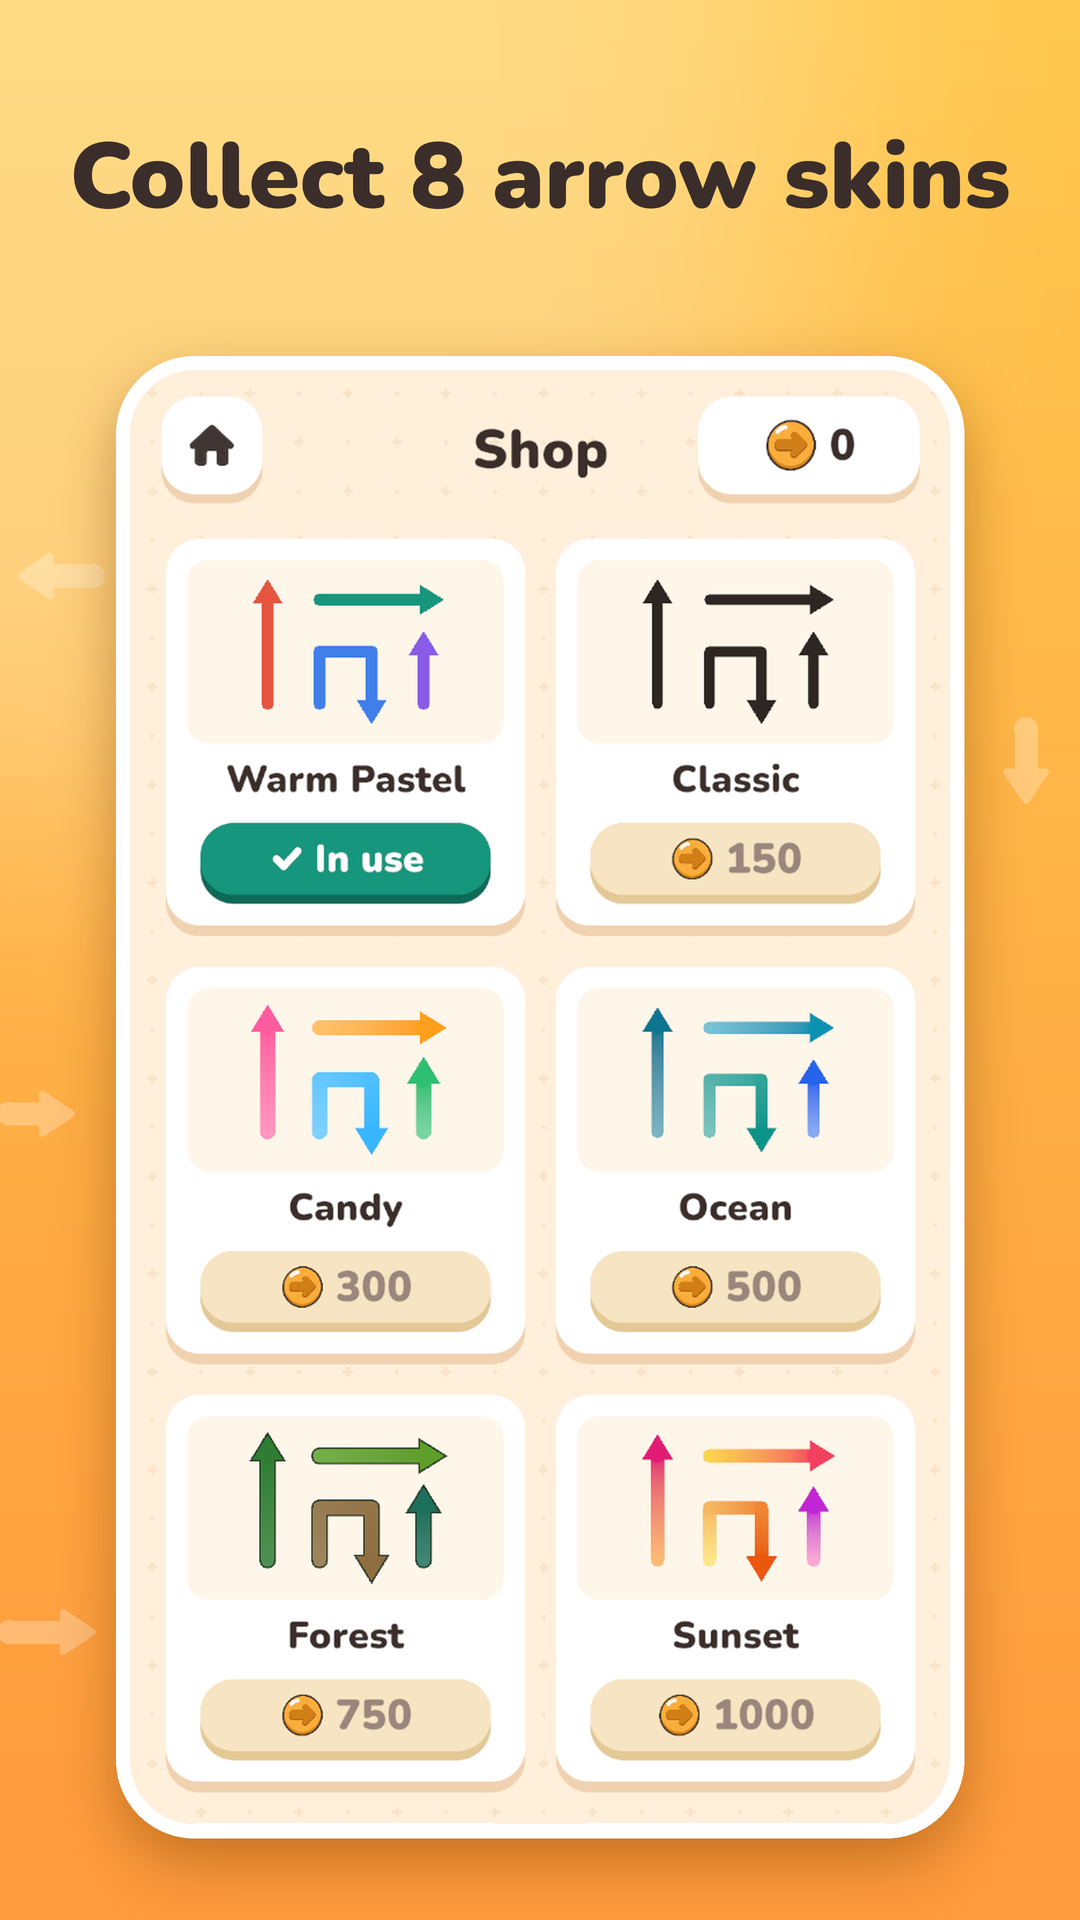 Collect 8 arrow skins
Shop
0
Warm Pastel
Classic
In use
150
Candy
Ocean
300
500
Forest
Sunset
750
1000